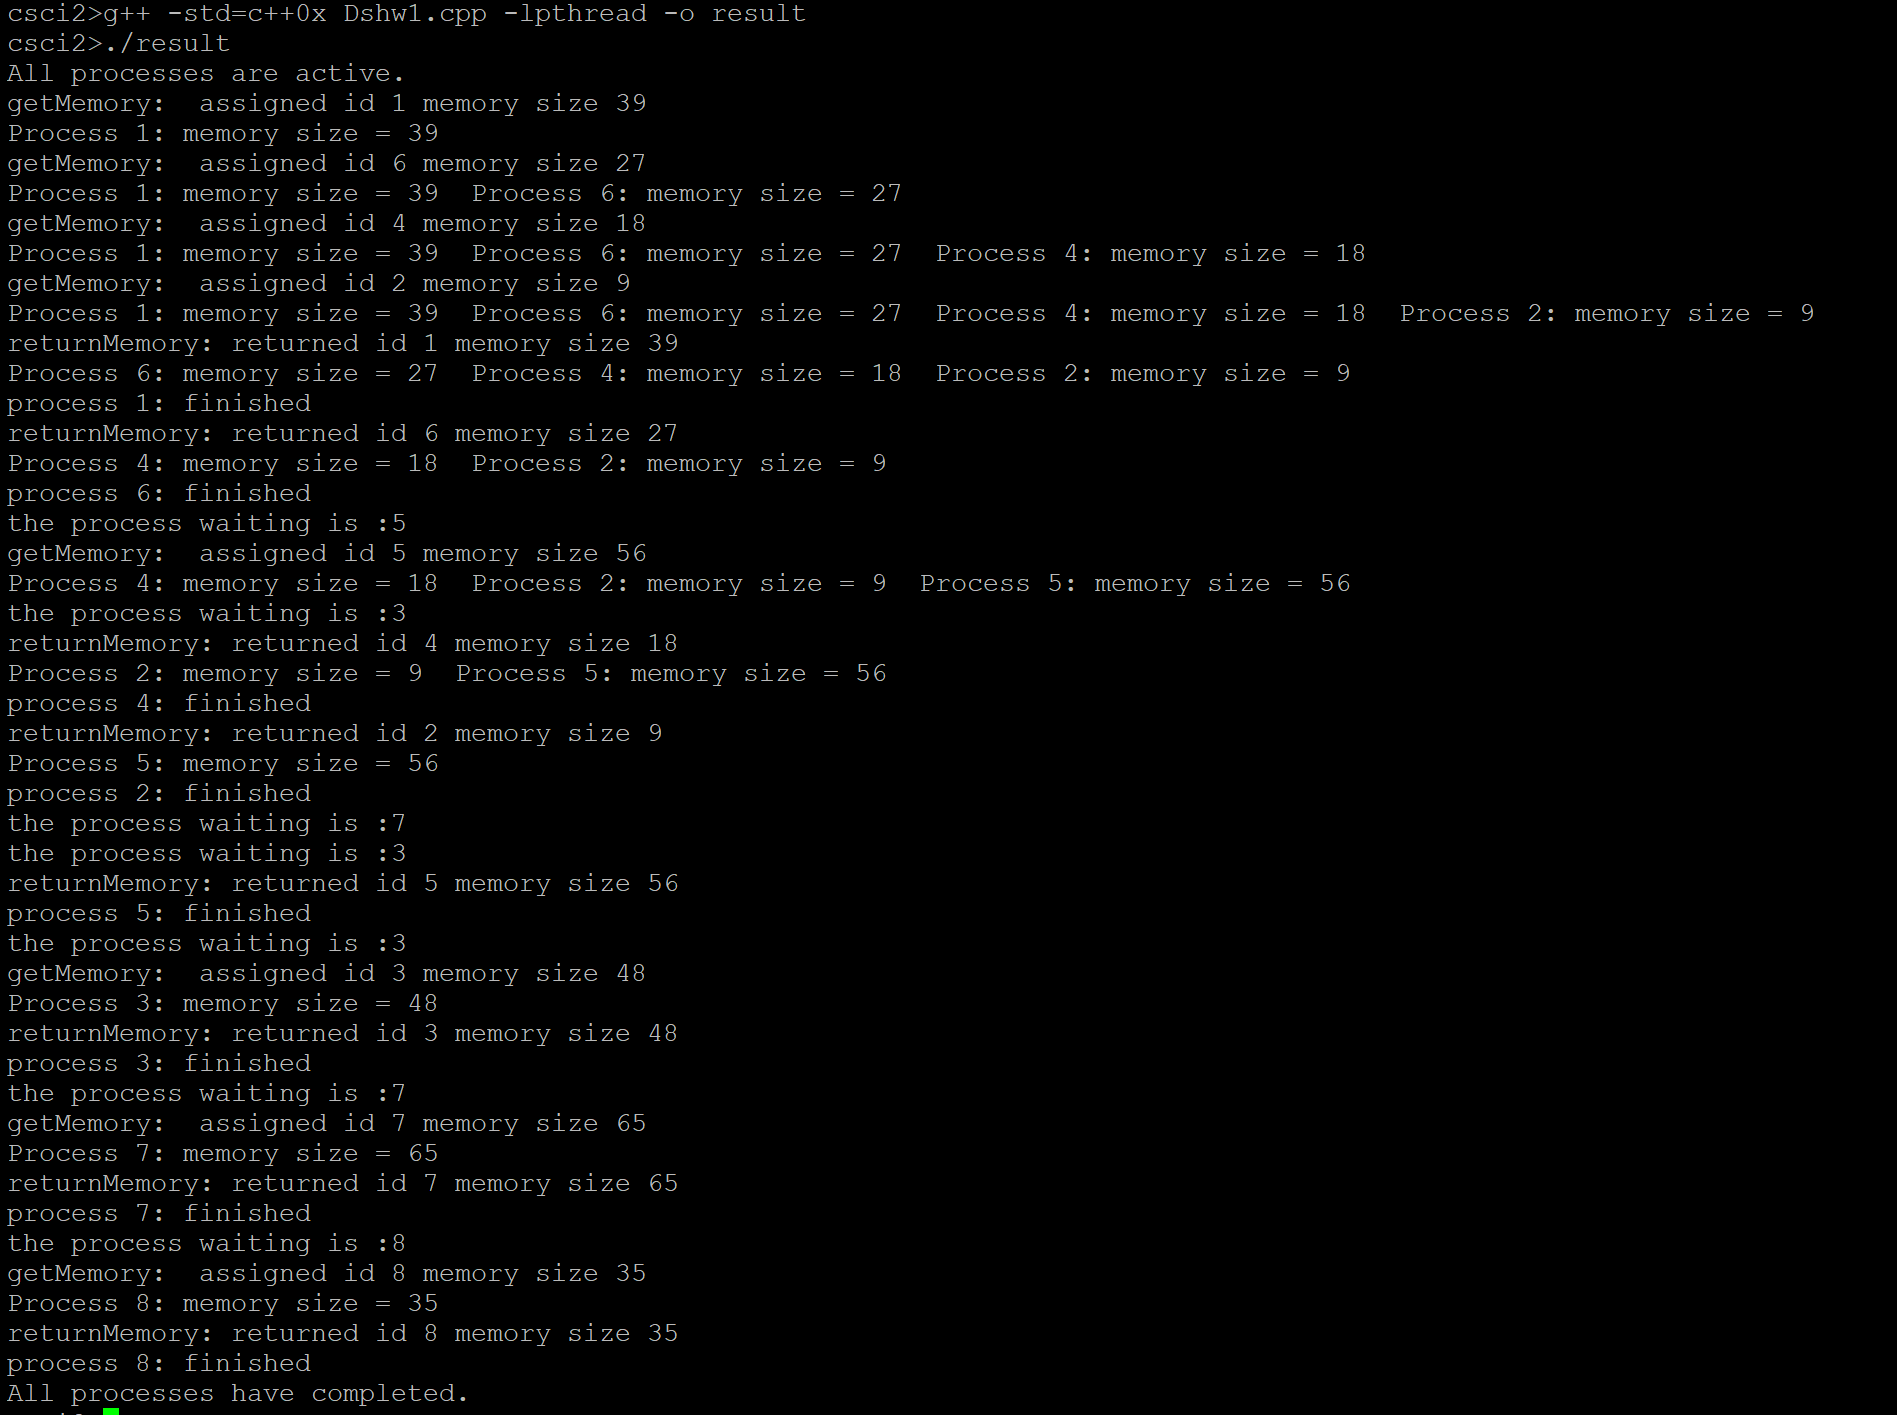 csci2>g++ -std=c++0x Dshw1.cpp -lpthread -o result
csci2>./result
All processes are active.
getMemory:  assigned id 1 memory size 39
Process 1: memory size = 39
getMemory:  assigned id 6 memory size 27
Process 1: memory size = 39  Process 6: memory size = 27
getMemory:  assigned id 4 memory size 18
Process 1: memory size = 39  Process 6: memory size = 27  Process 4: memory size = 18
getMemory:  assigned id 2 memory size 9
Process 1: memory size = 39  Process 6: memory size = 27  Process 4: memory size = 18  Process 2: memory size = 9
returnMemory: returned id 1 memory size 39
Process 6: memory size = 27  Process 4: memory size = 18  Process 2: memory size = 9
process 1: finished
returnMemory: returned id 6 memory size 27
Process 4: memory size = 18  Process 2: memory size = 9
process 6: finished
the process waiting is :5
getMemory:  assigned id 5 memory size 56
Process 4: memory size = 18  Process 2: memory size = 9  Process 5: memory size = 56
the process waiting is :3
returnMemory: returned id 4 memory size 18
Process 2: memory size = 9  Process 5: memory size = 56
process 4: finished
returnMemory: returned id 2 memory size 9
Process 5: memory size = 56
process 2: finished
the process waiting is :7
the process waiting is :3
returnMemory: returned id 5 memory size 56
process 5: finished
the process waiting is :3
getMemory:  assigned id 3 memory size 48
Process 3: memory size = 48
returnMemory: returned id 3 memory size 48
process 3: finished
the process waiting is :7
getMemory:  assigned id 7 memory size 65
Process 7: memory size = 65
returnMemory: returned id 7 memory size 65
process 7: finished
the process waiting is :8
getMemory:  assigned id 8 memory size 35
Process 8: memory size = 35
returnMemory: returned id 8 memory size 35
process 8: finished
All processes have completed.